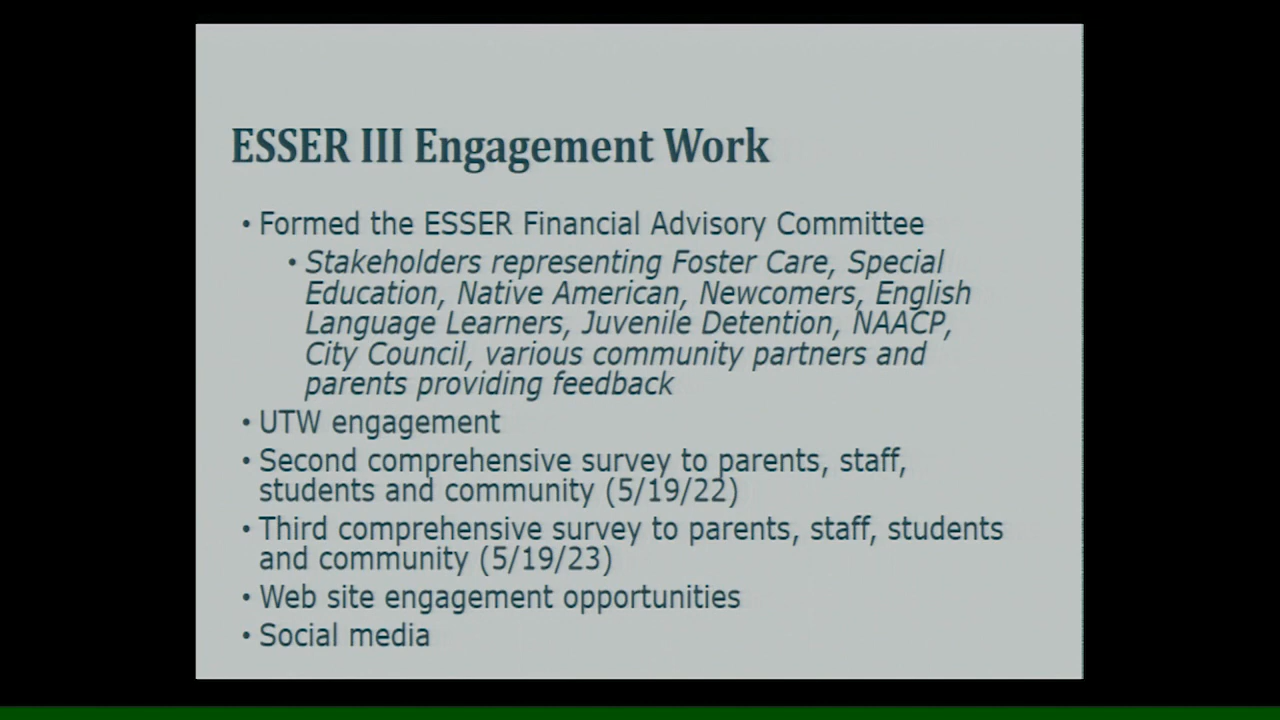 ESSER III Engagement Work
• Formed the ESSER Financial Advisory Committee
• Stakeholders representing Foster Care, Special
Education, Native American, Newcomers, English
Language Learners, Juvenile Detention, NAACP,
City Council, various community partners and
parents providing feedback
• UTW engagement
• Second comprehensive survey to parents, staff,
students and community (5/19/22)
• Third comprehensive survey to parents, staff, students
and community (5/19/23)
• Web site engagement opportunities
• Social media